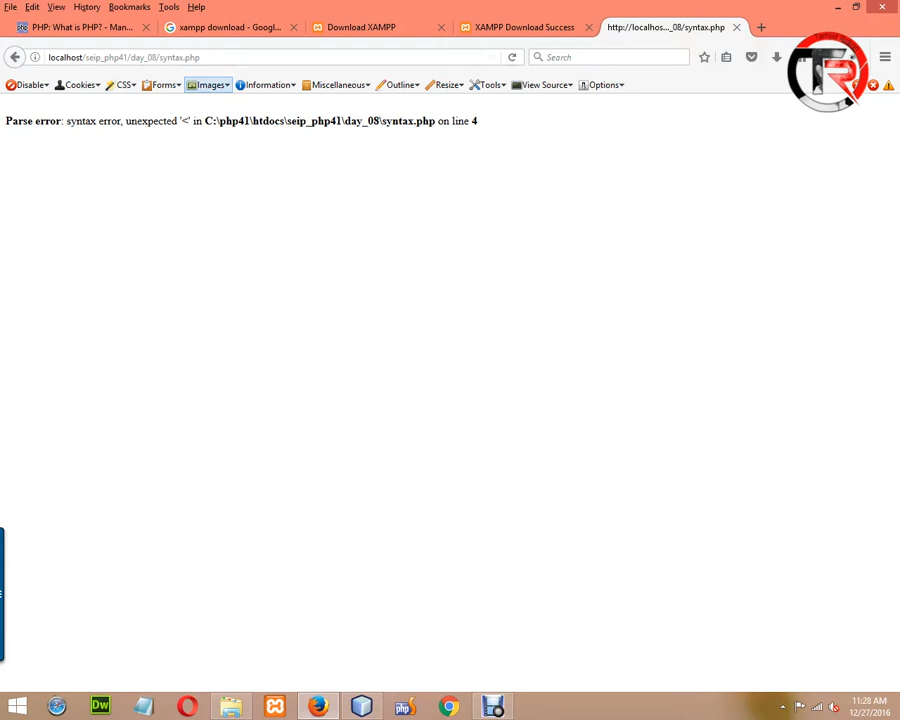 File Edit View History Bookmarks Tools Help
PHP: What is PHP? - Man... xampp download - Googl... Download XAMPP XAMPP Download Success http://localhos..._08/syntax.php
localhost/seip_php41/day_08/syntax.php Search
Disable Cookies CSS Forms Images Information Miscellaneous Outline Resize Tools View Source Options
Parse error: syntax error, unexpected '<' in C:\php41\htdocs\seip_php41\day_08\syntax.php on line 4
Dw php
11:28 AM
12/27/2016